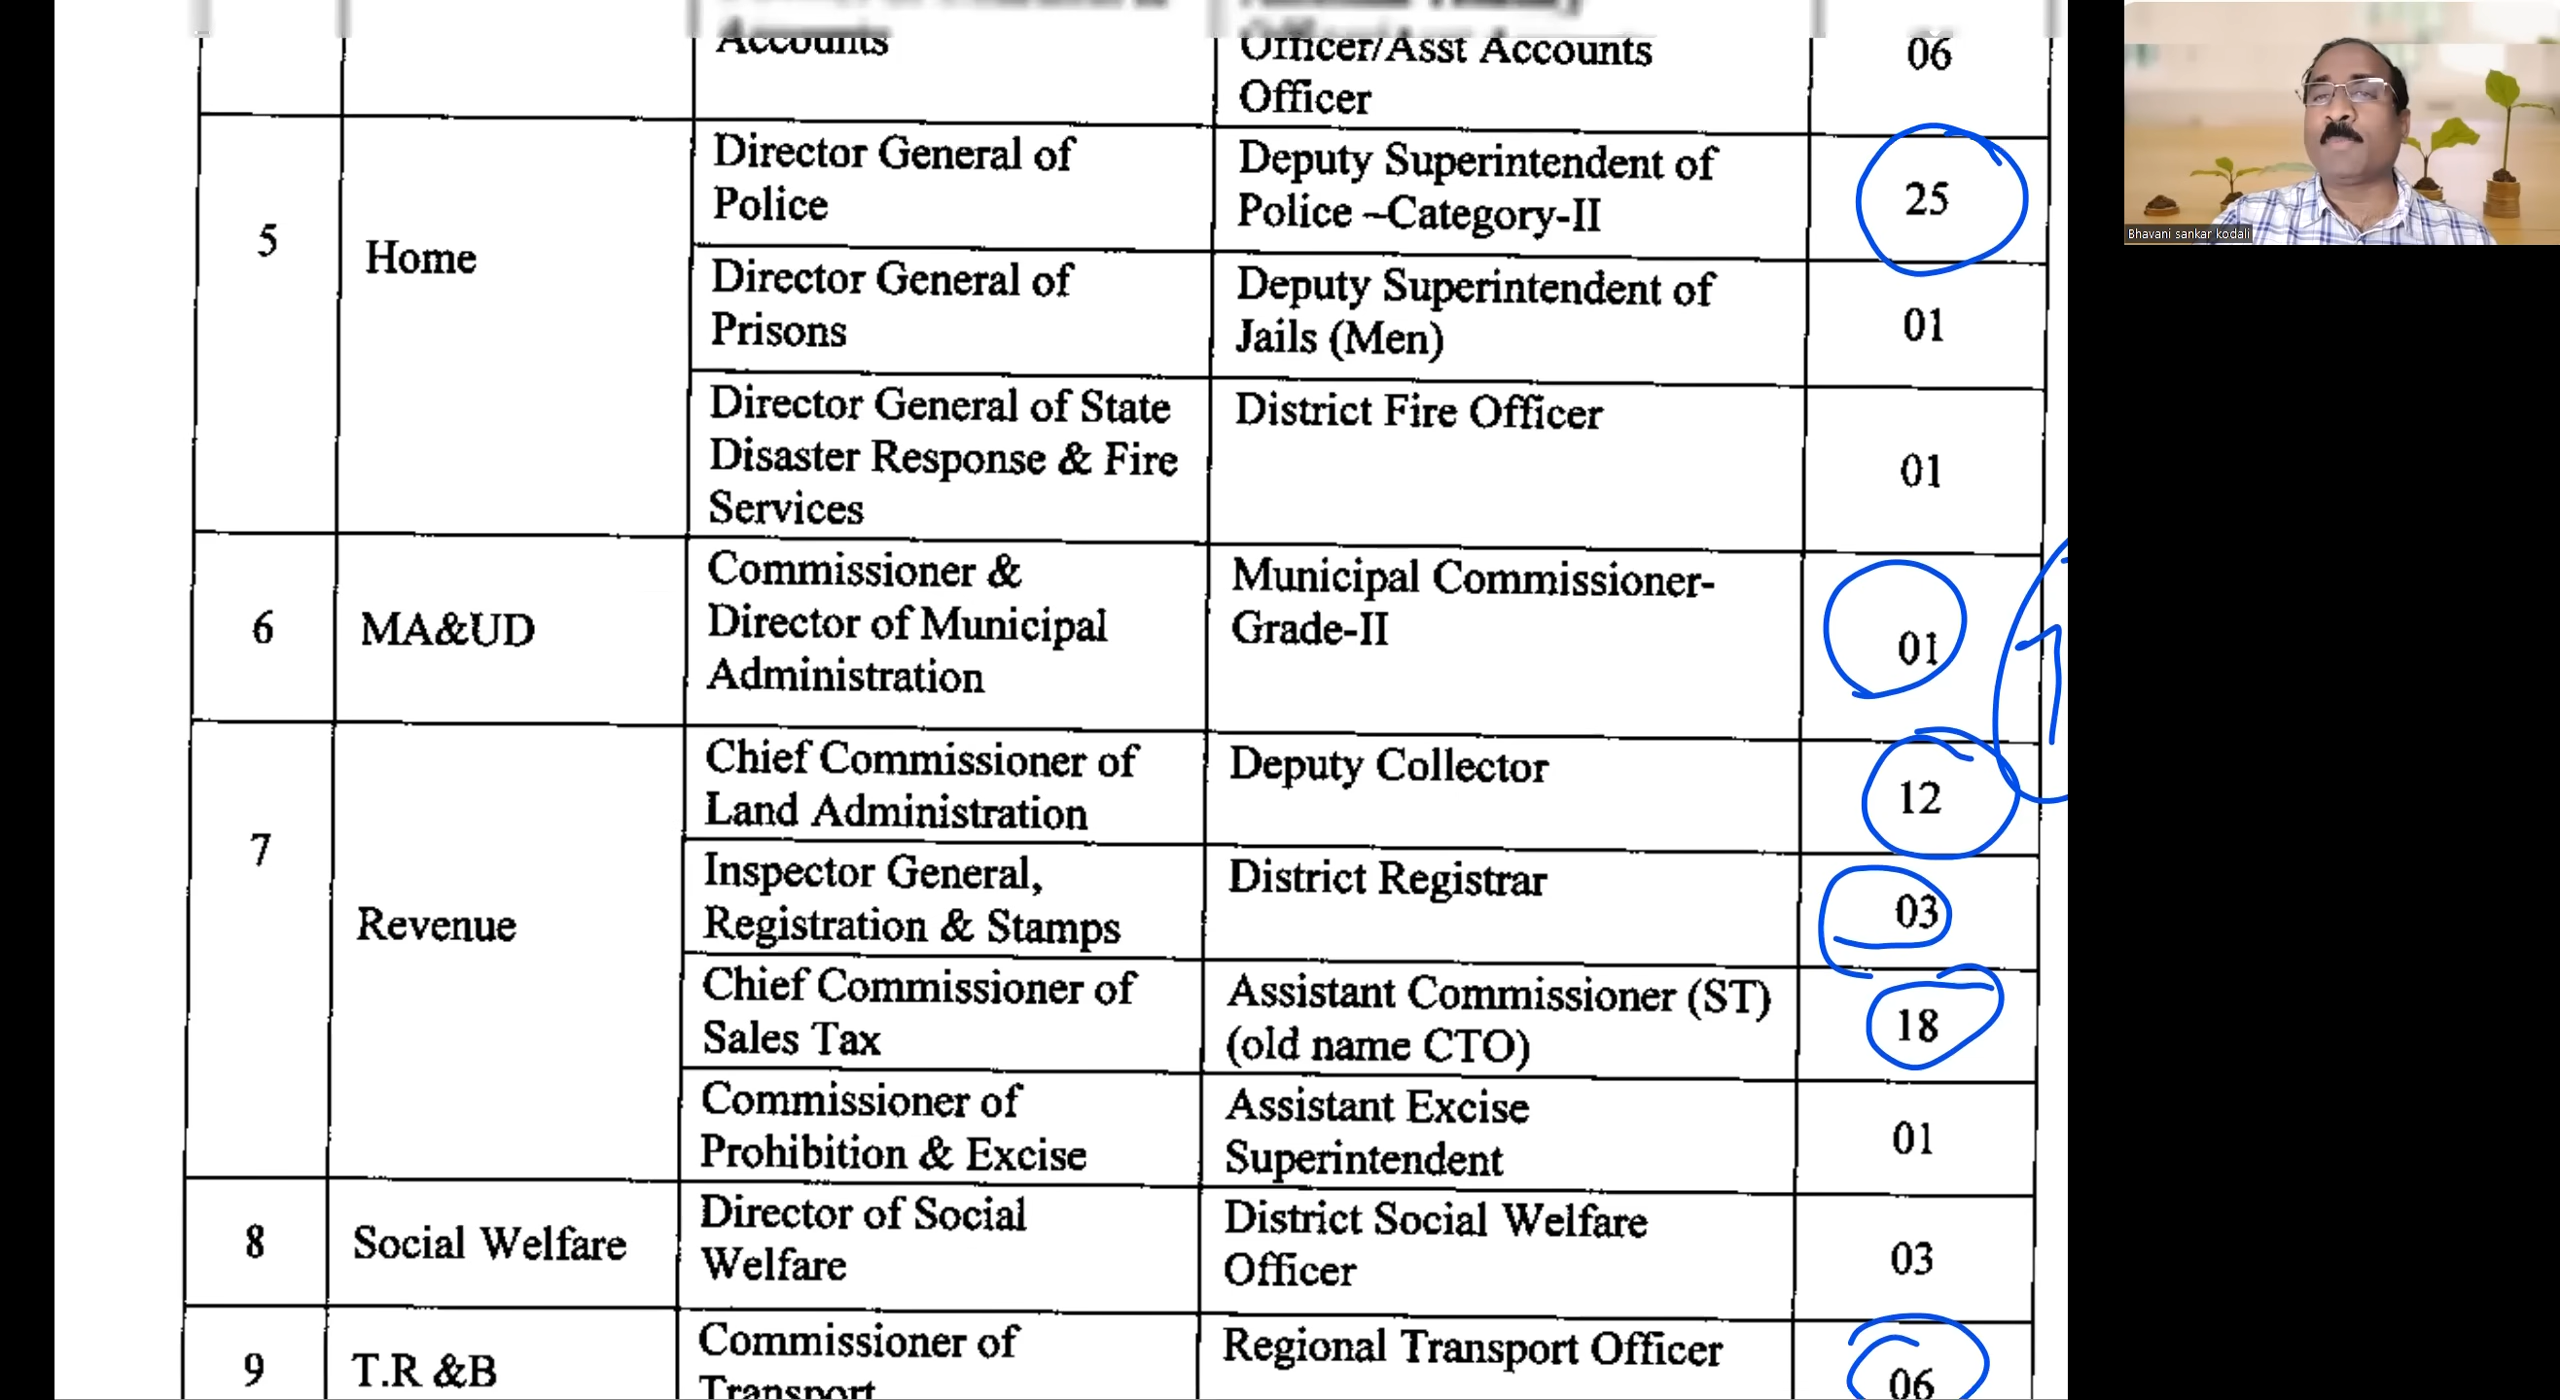 Accounts
Officer/Asst Accounts
Officer
06
5
Home
Director General of
Police
Deputy Superintendent of
Police –Category-II
25
Director General of
Prisons
Deputy Superintendent of
Jails (Men)
01
Director General of State
Disaster Response & Fire
Services
District Fire Officer
01
6
MA&UD
Commissioner &
Director of Municipal
Administration
Municipal Commissioner-
Grade-II
01
1
7
Revenue
Chief Commissioner of
Land Administration
Deputy Collector
12
Inspector General,
Registration & Stamps
District Registrar
03
Chief Commissioner of
Sales Tax
Assistant Commissioner (ST)
(old name CTO)
18
Commissioner of
Prohibition & Excise
Assistant Excise
Superintendent
01
8
Social Welfare
Director of Social
Welfare
District Social Welfare
Officer
03
9
T.R &B
Commissioner of
Transport
Regional Transport Officer
06
Bhavani sankar kodali